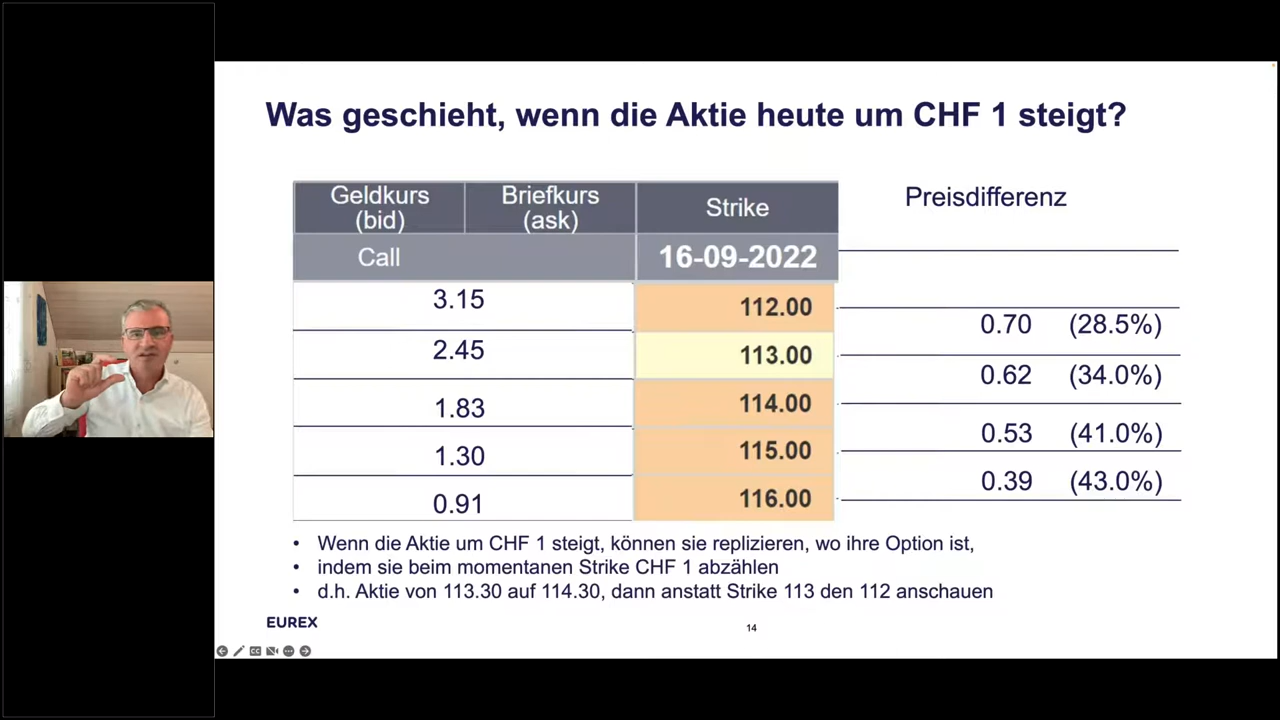 Was geschieht, wenn die Aktie heute um CHF 1 steigt?
Geldkurs (bid) Briefkurs (ask) Strike Preisdifferenz
Call 16-09-2022
3.15 112.00
0.70 (28.5%)
2.45 113.00
0.62 (34.0%)
1.83 114.00
0.53 (41.0%)
1.30 115.00
0.39 (43.0%)
0.91 116.00
• Wenn die Aktie um CHF 1 steigt, können sie replizieren, wo ihre Option ist,
• indem sie beim momentanen Strike CHF 1 abzählen
• d.h. Aktie von 113.30 auf 114.30, dann anstatt Strike 113 den 112 anschauen
EUREX
14
CC